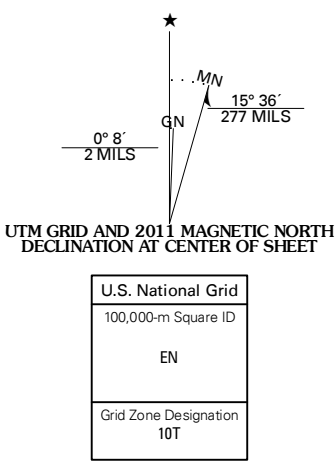 ★
MN
GN
15° 36´
277 MILS
0° 8´
2 MILS
UTM GRID AND 2011 MAGNETIC NORTH
DECLINATION AT CENTER OF SHEET
U.S. National Grid
100,000-m Square ID
EN
Grid Zone Designation
10T